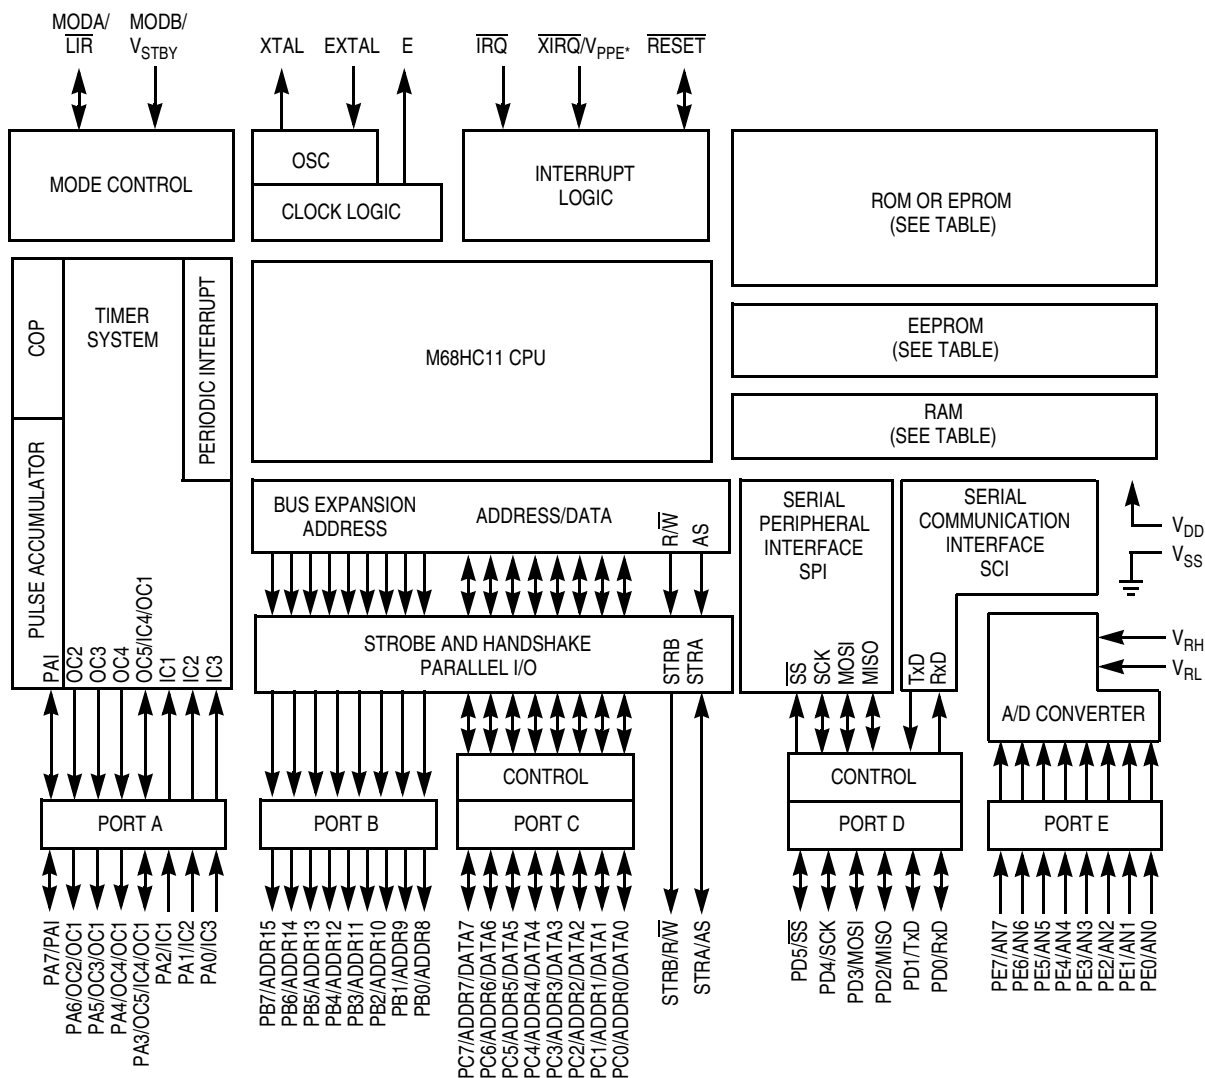 MODA/
LIR
MODB/
VSTBY
XTAL
EXTAL
E
IRQ
XIRQ/VPPE*
RESET
MODE CONTROL
OSC
CLOCK LOGIC
INTERRUPT
LOGIC
ROM OR EPROM
(SEE TABLE)
COP
TIMER
SYSTEM
PERIODIC INTERRUPT
M68HC11 CPU
EEPROM
(SEE TABLE)
RAM
(SEE TABLE)
PULSE ACCUMULATOR
BUS EXPANSION
ADDRESS
ADDRESS/DATA
R/W
AS
SERIAL
PERIPHERAL
INTERFACE
SPI
SERIAL
COMMUNICATION
INTERFACE
SCI
VDD
VSS
VRH
VRL
PAI
OC2
OC3
OC4
OC5/IC4/OC1
IC1
IC2
IC3
STROBE AND HANDSHAKE
PARALLEL I/O
STRB
STRA
SS
SCK
MOSI
MISO
TxD
RxD
A/D CONVERTER
CONTROL
CONTROL
PORT A
PORT B
PORT C
PORT D
PORT E
PA7/PAI
PA6/OC2/OC1
PA5/OC3/OC1
PA4/OC4/OC1
PA3/OC5/IC4/OC1
PA2/IC1
PA1/IC2
PA0/IC3
PB7/ADDR15
PB6/ADDR14
PB5/ADDR13
PB4/ADDR12
PB3/ADDR11
PB2/ADDR10
PB1/ADDR9
PB0/ADDR8
PC7/ADDR7/DATA7
PC6/ADDR6/DATA6
PC5/ADDR5/DATA5
PC4/ADDR4/DATA4
PC3/ADDR3/DATA3
PC2/ADDR2/DATA2
PC1/ADDR1/DATA1
PC0/ADDR0/DATA0
STRB/R/W
STRA/AS
PD5/SS
PD4/SCK
PD3/MOSI
PD2/MISO
PD1/TxD
PD0/RxD
PE7/AN7
PE6/AN6
PE5/AN5
PE4/AN4
PE3/AN3
PE2/AN2
PE1/AN1
PE0/AN0